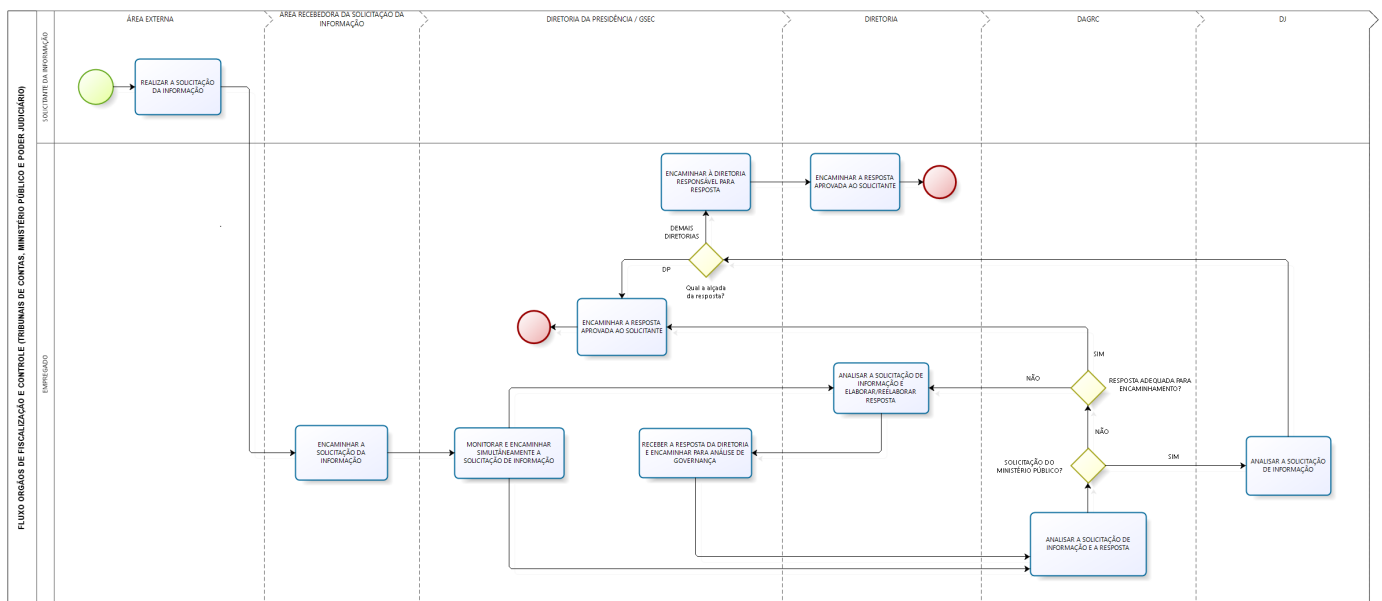 FLUXO ORGÃOS DE FISCALIZAÇÃO E CONTROLE (TRIBUNAIS DE CONTAS, MINISTÉRIO PÚBLICO E PODER JUDICIÁRIO)
ÁREA EXTERNA
ÁREA RECEBEDORA DA SOLICITAÇÃO DA
INFORMAÇÃO
DIRETORIA DA PRESIDÊNCIA / GSEC
DIRETORIA
DAGRC
DJ
SOLICITANTE DA INFORMAÇÃO
REALIZAR A SOLICITAÇÃO
DA INFORMAÇÃO
EMPREGADO
ENCAMINHAR À DIRETORIA
RESPONSÁVEL PARA
RESPOSTA
ENCAMINHAR A RESPOSTA
APROVADA AO SOLICITANTE
DEMAIS
DIRETORIAS
DP
Qual a alçada
da resposta?
ENCAMINHAR A RESPOSTA
APROVADA AO SOLICITANTE
SIM
ANALISAR A SOLICITAÇÃO DE
INFORMAÇÃO E
ELABORAR/REELABORAR
RESPOSTA
NÃO
RESPOSTA ADEQUADA PARA
ENCAMINHAMENTO?
ENCAMINHAR A
SOLICITAÇÃO DA
INFORMAÇÃO
MONITORAR E ENCAMINHAR
SIMULTÂNEAMENTE A
SOLICITAÇÃO DE INFORMAÇÃO
RECEBER A RESPOSTA DA DIRETORIA
E ENCAMINHAR PARA ANÁLISE DE
GOVERNANÇA
NÃO
SOLICITAÇÃO DO
MINISTÉRIO PÚBLICO?
SIM
ANALISAR A SOLICITAÇÃO
DE INFORMAÇÃO
ANALISAR A SOLICITAÇÃO DE
INFORMAÇÃO E A RESPOSTA